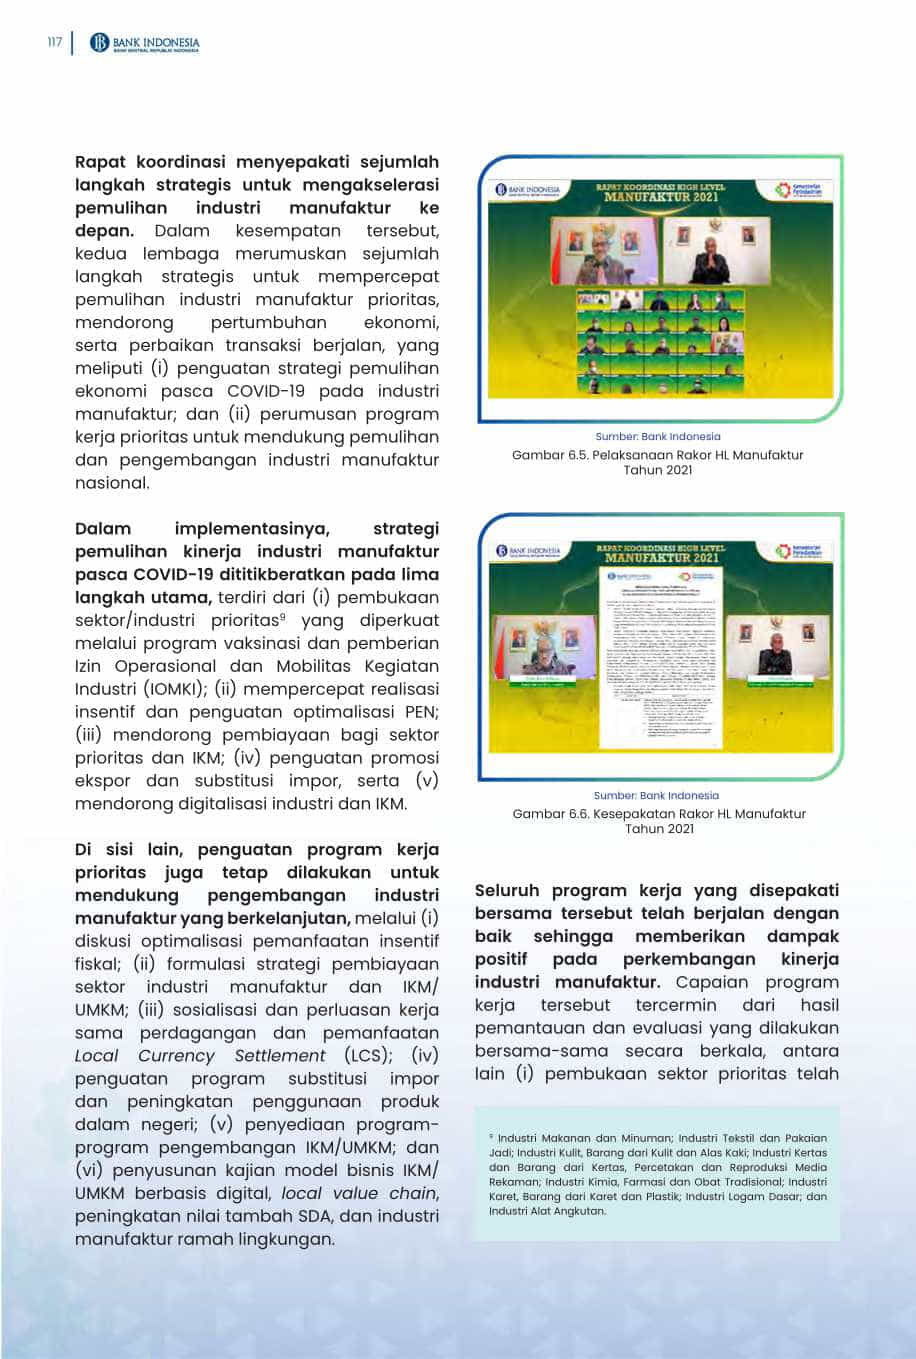 117
BANK INDONESIA
BANK SENTRAL REPUBLIK INDONESIA
Rapat koordinasi menyepakati sejumlah
langkah strategis untuk mengakselerasi
pemulihan industri manufaktur ke
depan. Dalam kesempatan tersebut,
kedua lembaga merumuskan sejumlah
langkah strategis untuk mempercepat
pemulihan industri manufaktur prioritas,
mendorong pertumbuhan ekonomi,
serta perbaikan transaksi berjalan, yang
meliputi (i) penguatan strategi pemulihan
ekonomi pasca COVID-19 pada industri
manufaktur; dan (ii) perumusan program
kerja prioritas untuk mendukung pemulihan
dan pengembangan industri manufaktur
nasional.
Dalam implementasinya, strategi
pemulihan kinerja industri manufaktur
pasca COVID-19 dititikberatkan pada lima
langkah utama, terdiri dari (i) pembukaan
sektor/industri prioritas⁹ yang diperkuat
melalui program vaksinasi dan pemberian
Izin Operasional dan Mobilitas Kegiatan
Industri (IOMKI); (ii) mempercepat realisasi
insentif dan penguatan optimalisasi PEN;
(iii) mendorong pembiayaan bagi sektor
prioritas dan IKM; (iv) penguatan promosi
ekspor dan substitusi impor, serta (v)
mendorong digitalisasi industri dan IKM.
Di sisi lain, penguatan program kerja
prioritas juga tetap dilakukan untuk
mendukung pengembangan industri
manufaktur yang berkelanjutan, melalui (i)
diskusi optimalisasi pemanfaatan insentif
fiskal; (ii) formulasi strategi pembiayaan
sektor industri manufaktur dan IKM/
UMKM; (iii) sosialisasi dan perluasan kerja
sama perdagangan dan pemanfaatan
Local Currency Settlement (LCS); (iv)
penguatan program substitusi impor
dan peningkatan penggunaan produk
dalam negeri; (v) penyediaan program-
program pengembangan IKM/UMKM; dan
(vi) penyusunan kajian model bisnis IKM/
UMKM berbasis digital, local value chain,
peningkatan nilai tambah SDA, dan industri
manufaktur ramah lingkungan.
BANK INDONESIA
RAPAT KOORDINASI HIGH LEVEL
MANUFAKTUR 2021
Kementerian
Perindustrian
Sumber: Bank Indonesia
Gambar 6.5. Pelaksanaan Rakor HL Manufaktur
Tahun 2021
BANK INDONESIA
RAPAT KOORDINASI HIGH LEVEL
MANUFAKTUR 2021
Kementerian
Perindustrian
Sumber: Bank Indonesia
Gambar 6.6. Kesepakatan Rakor HL Manufaktur
Tahun 2021
Seluruh program kerja yang disepakati
bersama tersebut telah berjalan dengan
baik sehingga memberikan dampak
positif pada perkembangan kinerja
industri manufaktur. Capaian program
kerja tersebut tercermin dari hasil
pemantauan dan evaluasi yang dilakukan
bersama-sama secara berkala, antara
lain (i) pembukaan sektor prioritas telah
⁹ Industri Makanan dan Minuman; Industri Tekstil dan Pakaian
Jadi; Industri Kulit, Barang dari Kulit dan Alas Kaki; Industri Kertas
dan Barang dari Kertas, Percetakan dan Reproduksi Media
Rekaman; Industri Kimia, Farmasi dan Obat Tradisional; Industri
Karet, Barang dari Karet dan Plastik; Industri Logam Dasar; dan
Industri Alat Angkutan.